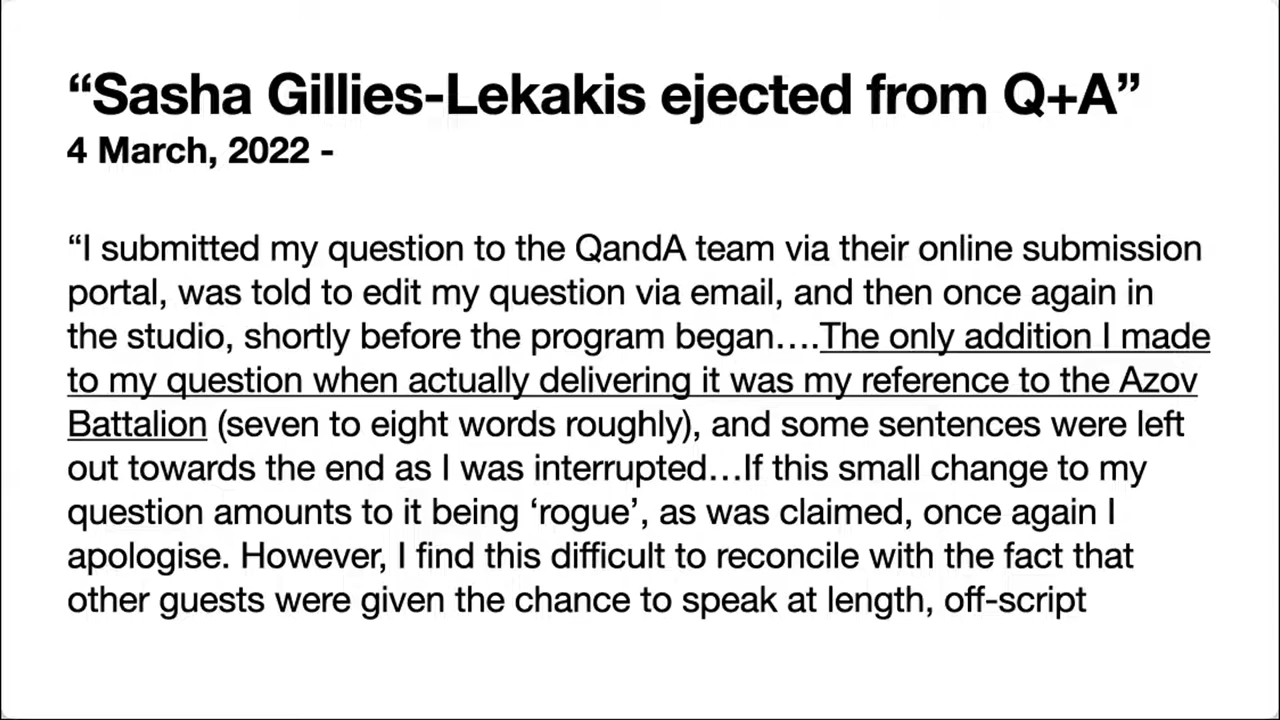 “Sasha Gillies-Lekakis ejected from Q+A”
4 March, 2022 -
“I submitted my question to the QandA team via their online submission
portal, was told to edit my question via email, and then once again in
the studio, shortly before the program began….The only addition I made
to my question when actually delivering it was my reference to the Azov
Battalion (seven to eight words roughly), and some sentences were left
out towards the end as I was interrupted…If this small change to my
question amounts to it being ‘rogue’, as was claimed, once again I
apologise. However, I find this difficult to reconcile with the fact that
other guests were given the chance to speak at length, off-script